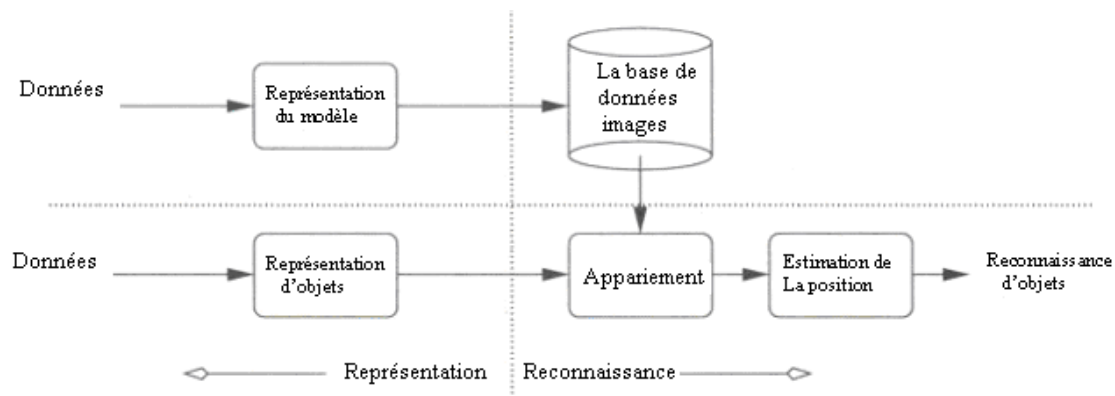 Données
Représentation
du modèle
La base de
données
images
Données
Représentation
d'objets
Appariement
Estimation de
La position
Reconnaissance
d'objets
Représentation
Reconnaissance